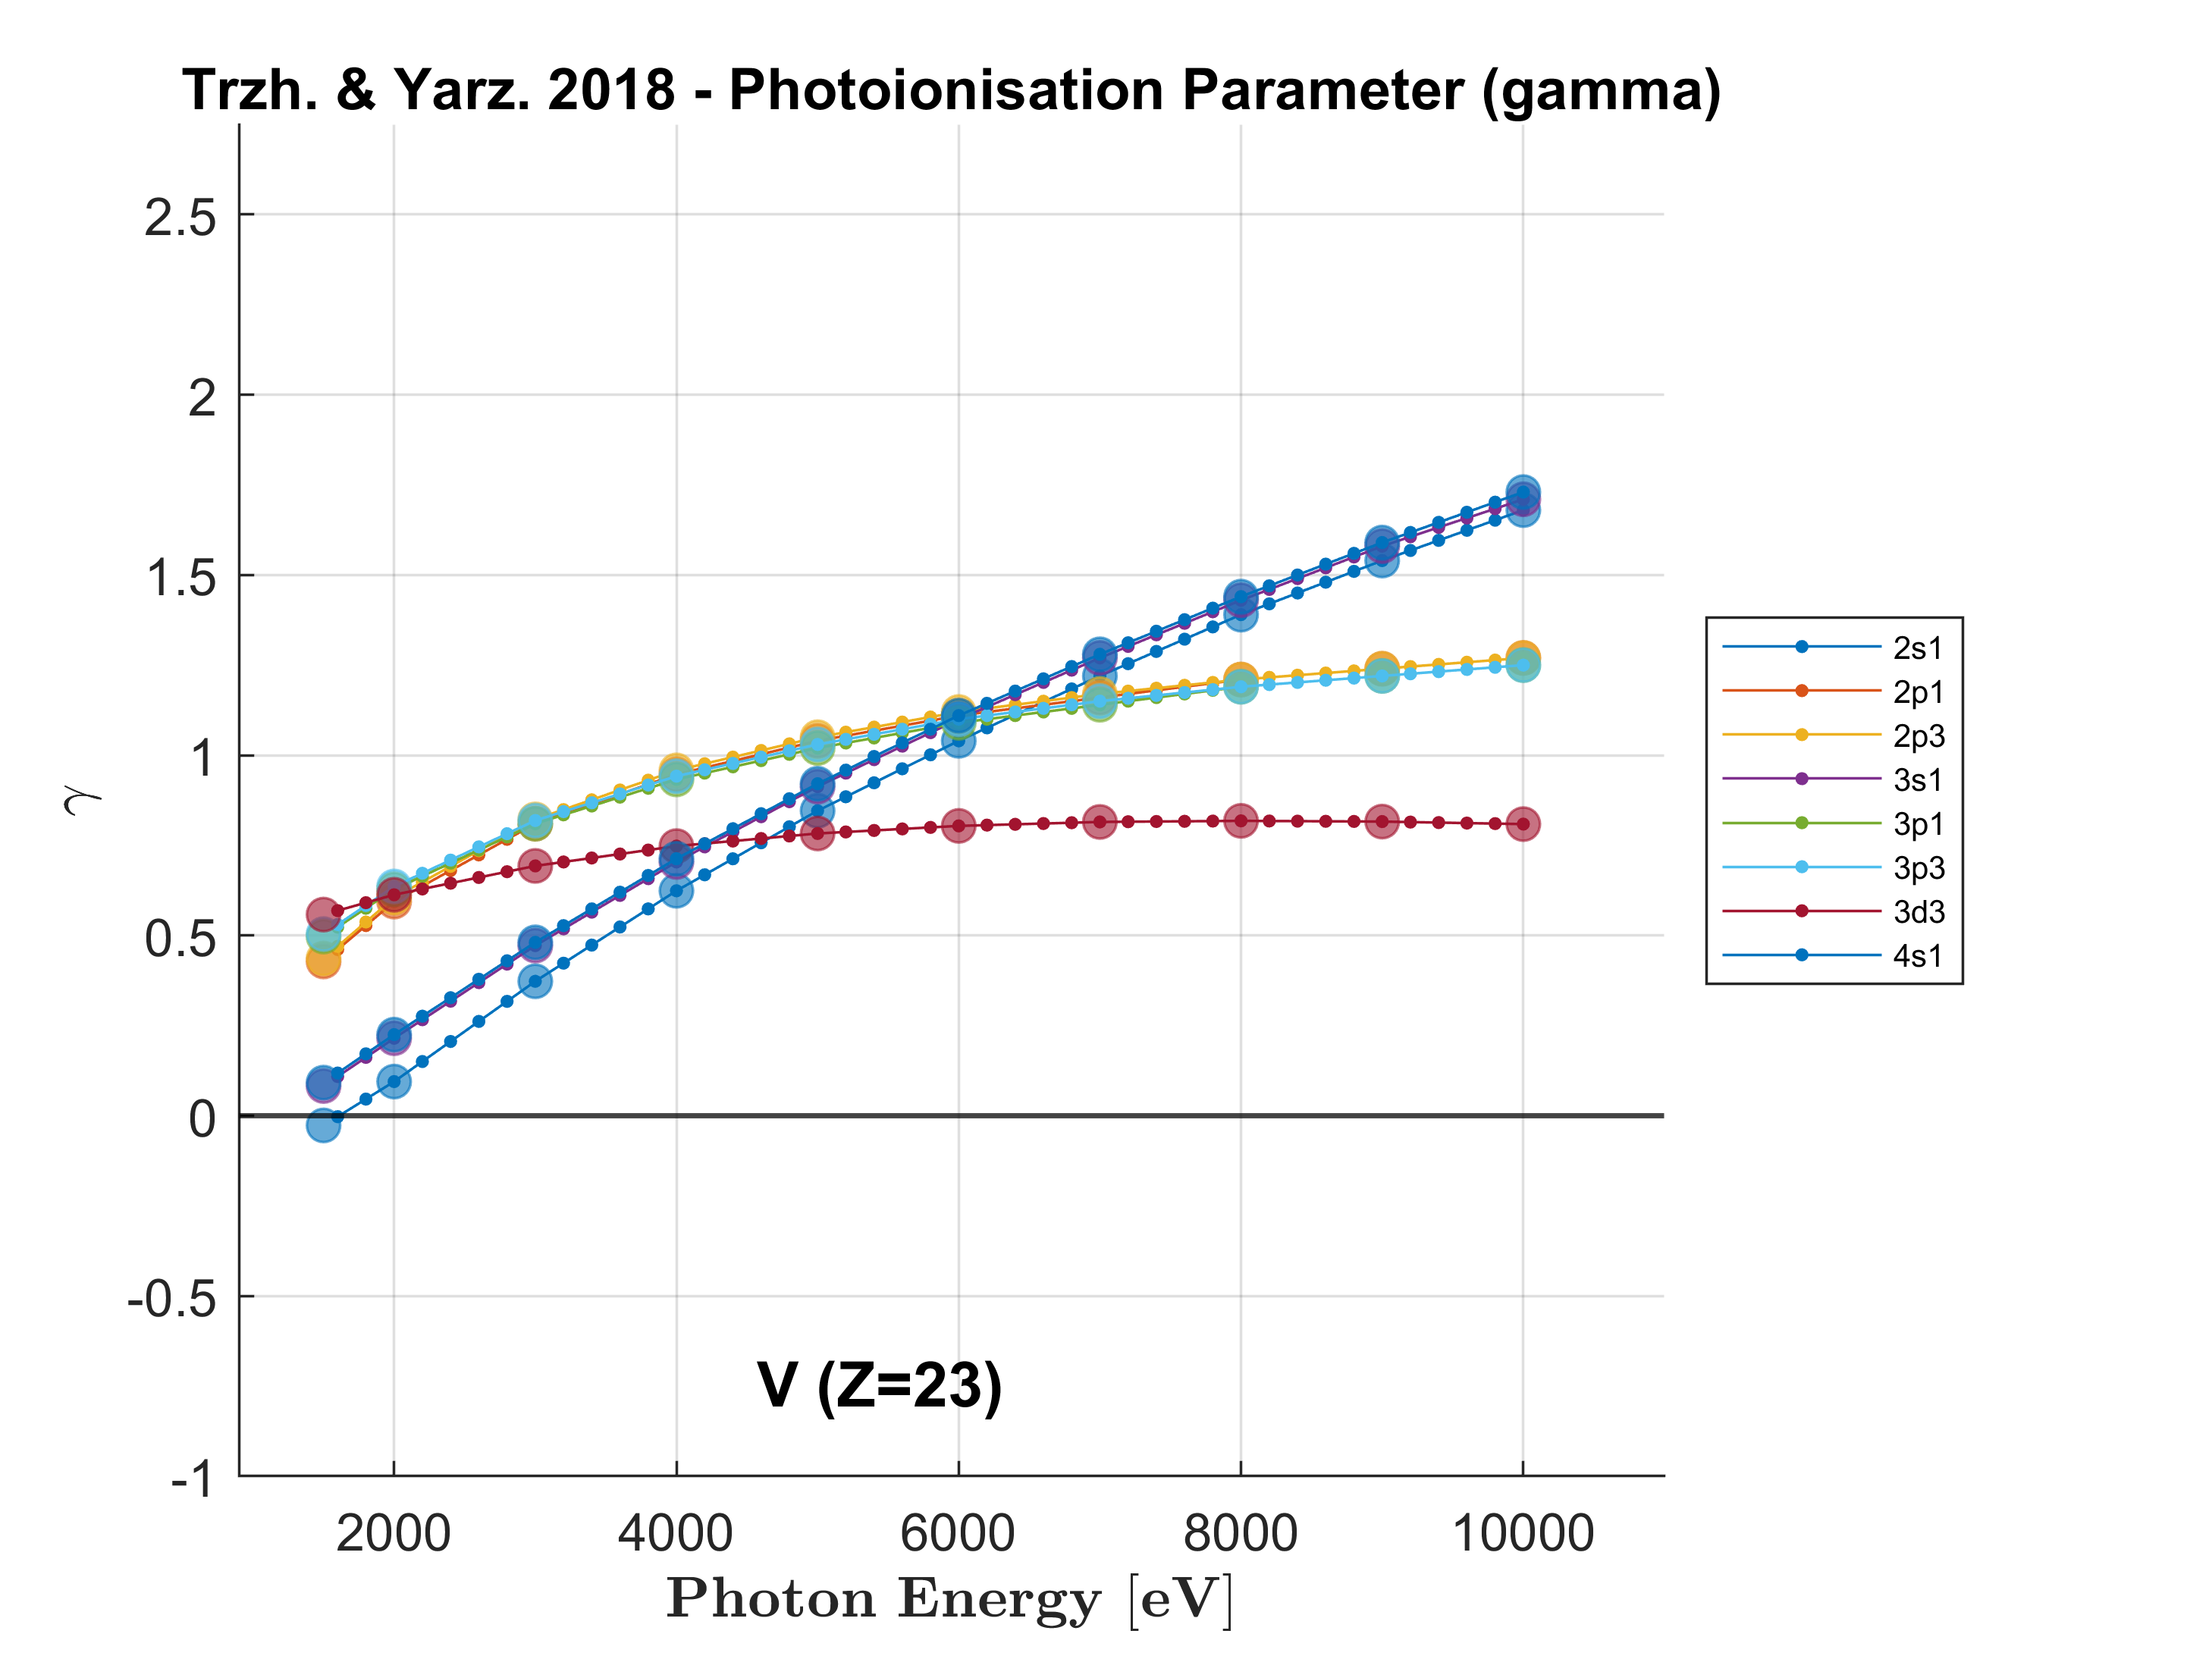 Trzh. & Yarz. 2018 - Photoionisation Parameter (gamma)
2.5
2
1.5
1
0.5
0
-0.5
-1
γ
2000 4000 6000 8000 10000
Photon Energy [eV]
V (Z=23)
2s1
2p1
2p3
3s1
3p1
3p3
3d3
4s1